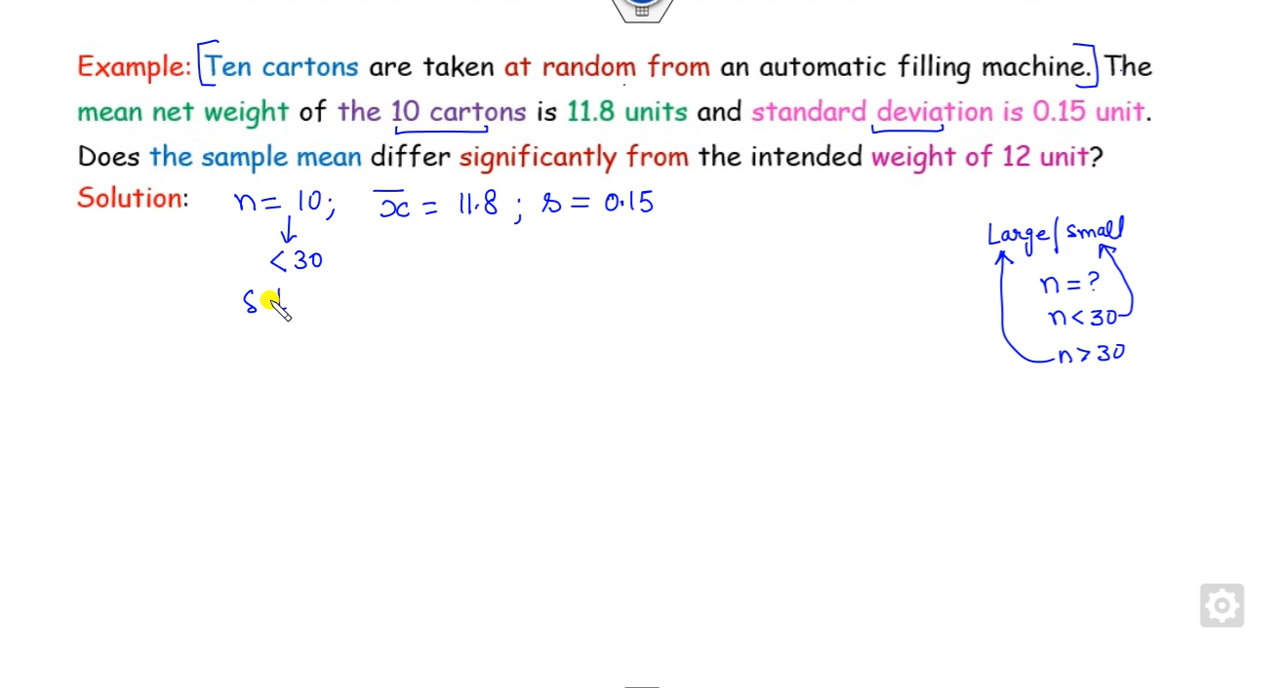 Example: Ten cartons are taken at random from an automatic filling machine. The
mean net weight of the 10 cartons is 11.8 units and standard deviation is 0.15 unit.
Does the sample mean differ significantly from the intended weight of 12 unit?
Solution: n = 10; x̄ = 11.8; s = 0.15
< 30
Large/small
n = ?
n < 30
n > 30